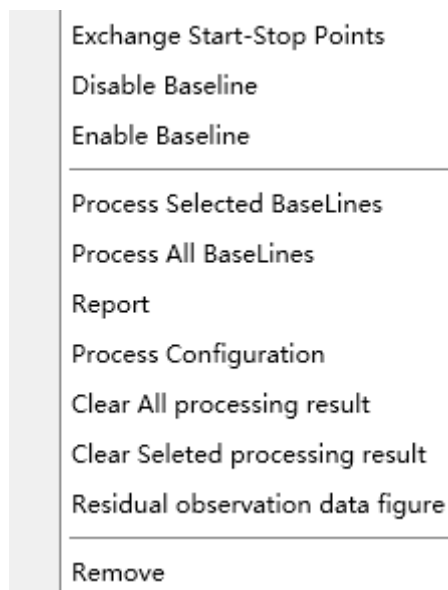 Exchange Start-Stop Points
Disable Baseline
Enable Baseline
Process Selected BaseLines
Process All BaseLines
Report
Process Configuration
Clear All processing result
Clear Seleted processing result
Residual observation data figure
Remove